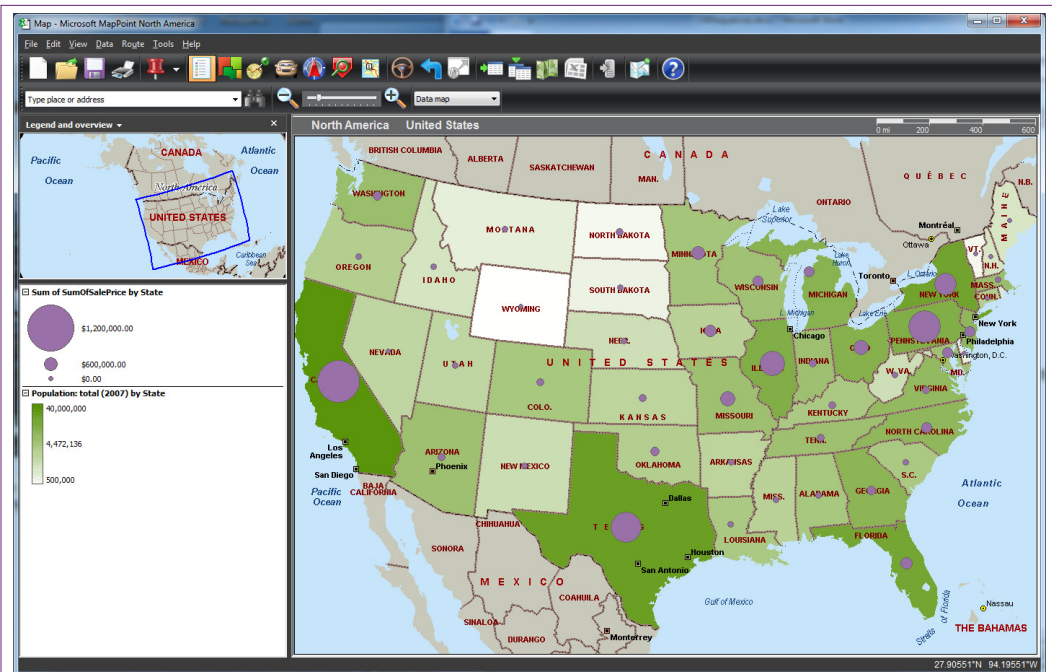 Map - Microsoft MapPoint North America
File Edit View Data Route Tools Help
Type place or address
Data map
Legend and overview
North America United States
0 mi 200 400 600
Pacific
Ocean
CANADA
Atlantic
Ocean
North America
UNITED STATES
MEXICO
Caribbean
Sea
Sum of SumOfSalePrice by State
$1,200,000.00
$600,000.00
$0.00
Population: total (2007) by State
40,000,000
4,472,136
500,000
BRITISH COLUMBIA
ALBERTA
SASKATCHEWAN
CANADA
MAN.
ONTARIO
QUÉBEC
N.B.
MAINE
WASHINGTON
MONTANA
NORTH DAKOTA
MINNESOTA
Lake
Superior
Montréal
Ottawa
VT.
N.H.
OREGON
IDAHO
SOUTH DAKOTA
WISCONSIN
MICHIGAN
Lake
Huron
Toronto
L. Ontario
NEW YORK
MASS.
CONN.
WYOMING
L. Michigan
Lake Erie
Chicago
New York
PENNSYLVANIA
Philadelphia
NEVADA
UTAH
NEBR.
IOWA
UNITED STATES
INDIANA
Washington, D.C.
W. VA.
MD.
VIRGINIA
COLO.
KANSAS
MISSOURI
KENTUCKY
Los
Angeles
San Diego
ARIZONA
Phoenix
NEW MEXICO
OKLAHOMA
ARKANSAS
TENN.
NORTH CAROLINA
S.C.
Pacific
Ocean
BAJA
CALIFORNIA
Dallas
MISS.
ALABAMA
GEORGIA
Atlantic
Ocean
CHIHUAHUA
TEXAS
LOUISIANA
FLORIDA
SONORA
Houston
San Antonio
MEXICO
COAHUILA
Gulf of Mexico
Straits of Florida
Nassau
THE BAHAMAS
SINALOA
DURANGO
Monterrey
27.90551°N 94.19551°W